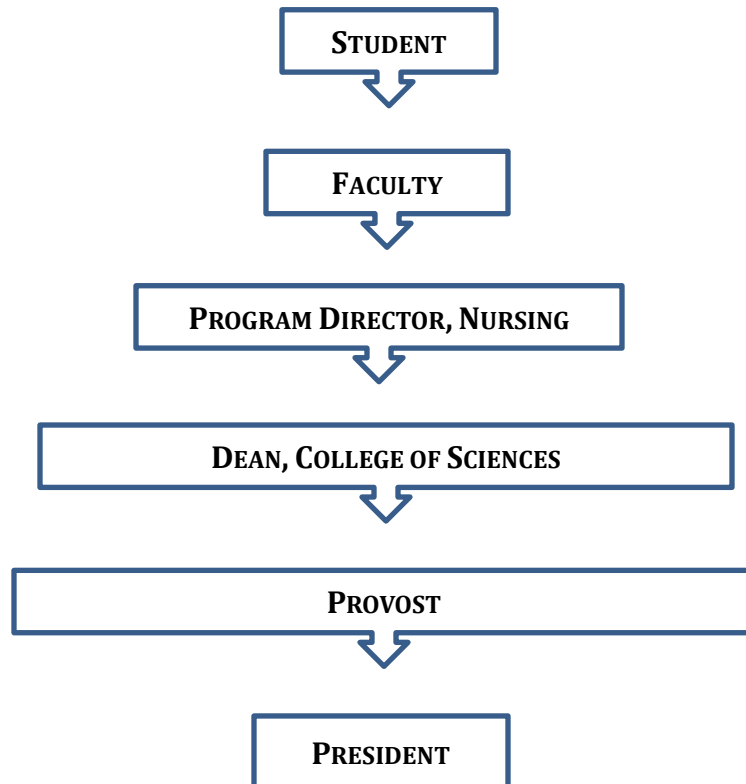 STUDENT
FACULTY
PROGRAM DIRECTOR, NURSING
DEAN, COLLEGE OF SCIENCES
PROVOST
PRESIDENT